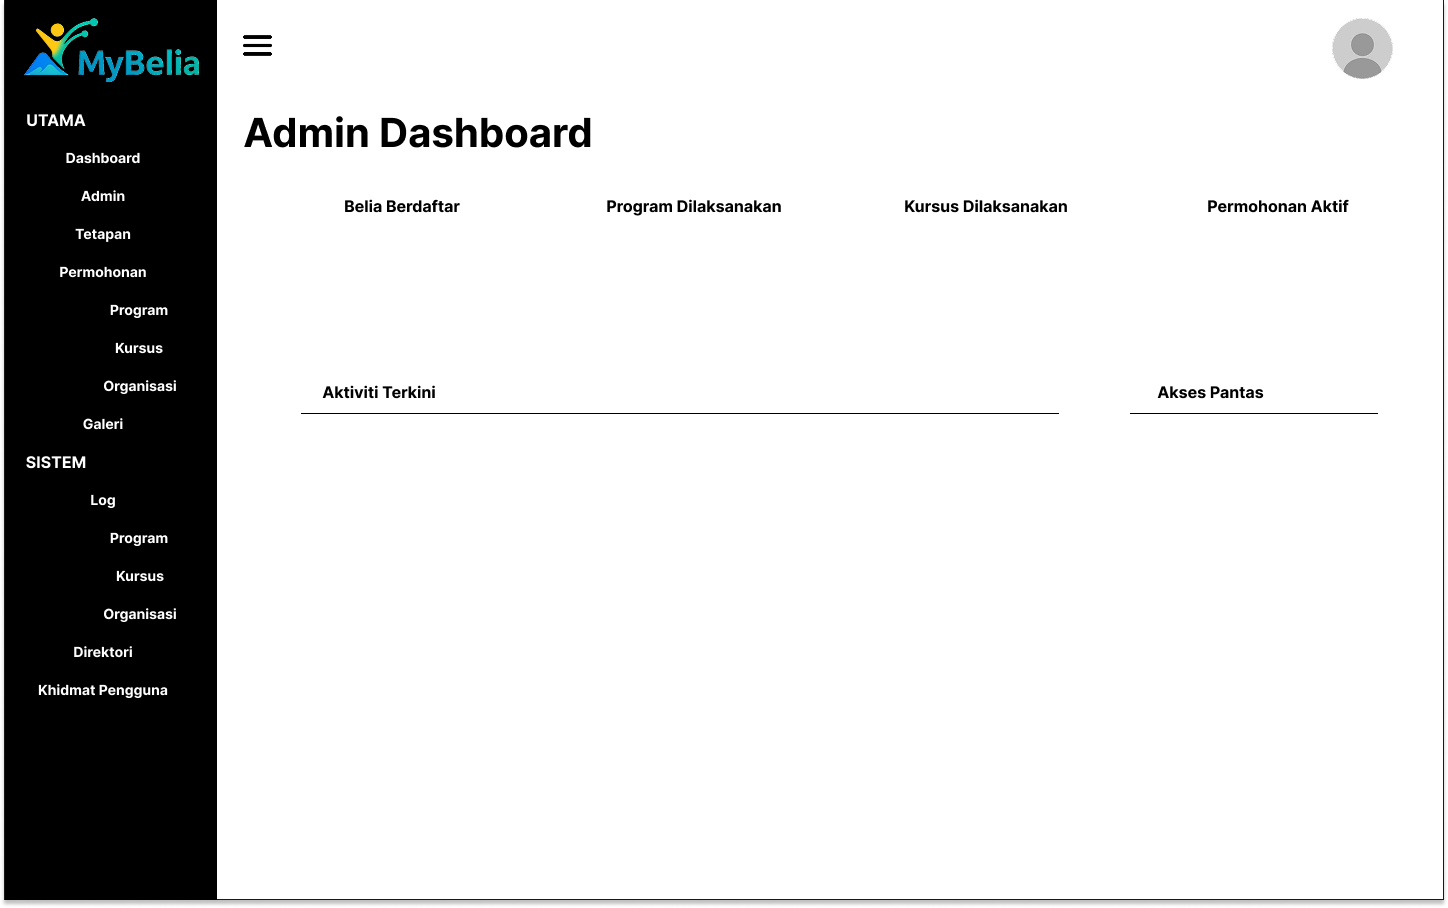 MyBelia
UTAMA
Dashboard
Admin
Tetapan
Permohonan
Program
Kursus
Organisasi
Galeri
SISTEM
Log
Program
Kursus
Organisasi
Direktori
Khidmat Pengguna
Admin Dashboard
Belia Berdaftar
Program Dilaksanakan
Kursus Dilaksanakan
Permohonan Aktif
Aktiviti Terkini
Akses Pantas